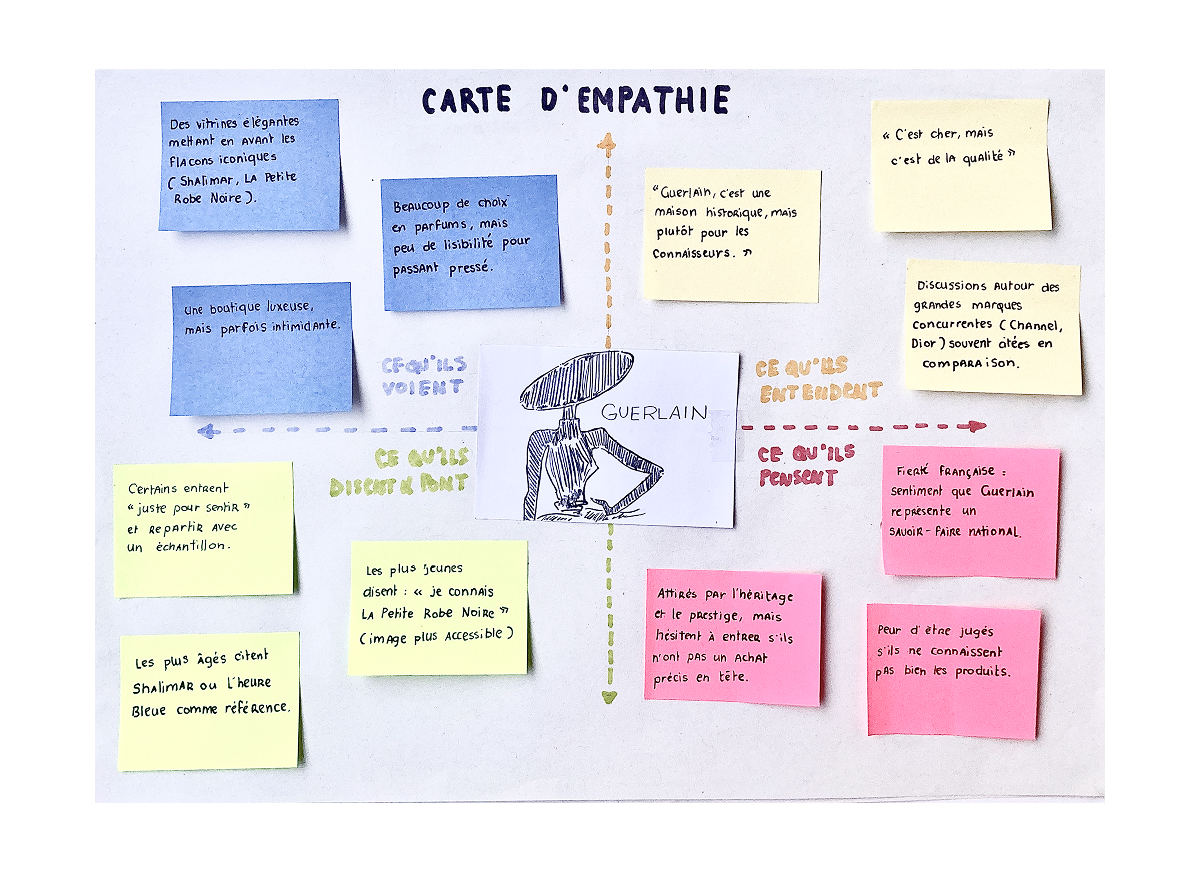 CARTE D'EMPATHIE
Des vitrines élégantes
mettant en avant les
flacons iconiques
(Shalimar, La Petite
Robe Noire).
Beaucoup de choix
en parfums, mais
peu de lisibilité pour
passant pressé.
Une boutique luxeuse,
mais parfois intimidante.
CE QU'ILS
VOIENT
"Guerlain, c'est une
maison historique, mais
plutôt pour les
connaisseurs. "
« C'est cher, mais
c'est de la qualité »
Discussions autour des
grandes marques
concurrentes (Channel,
Dior) souvent citées en
comparaison.
CE QU'ILS
ENTENDENT
GUERLAIN
CE QU'ILS
DISENT & FONT
Certains entrent
"juste pour sentir"
et repartir avec
un échantillon.
Les plus jeunes
disent : « je connais
La Petite Robe Noire »
(image plus accessible)
Les plus âgés citent
Shalimar ou L'heure
Bleue comme référence.
CE QU'ILS
PENSENT
Fierté française :
sentiment que Guerlain
représente un
savoir-faire national.
Attirés par l'héritage
et le prestige, mais
hésitent à entrer s'ils
n'ont pas un achat
précis en tête.
Peur d'être jugés
s'ils ne connaissent
pas bien les produits.